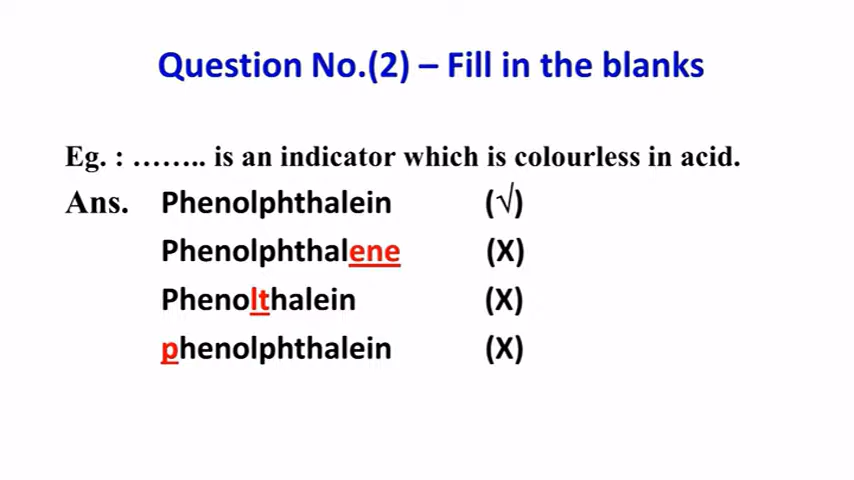 Question No.(2) – Fill in the blanks
Eg. : …….. is an indicator which is colourless in acid.
Ans. Phenolphthalein (√)
Phenolphthalene (X)
Phenolthalein (X)
phenolphthalein (X)